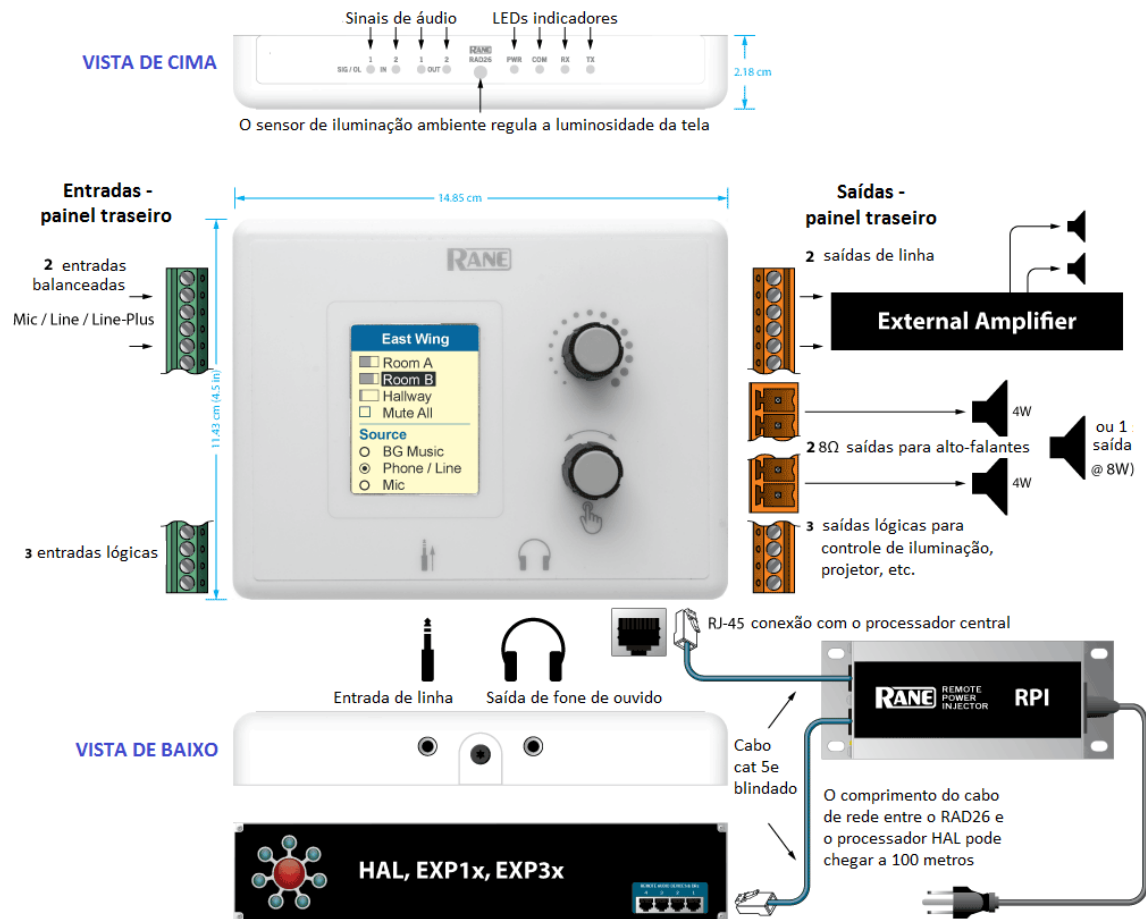 Sinais de áudio
LEDs indicadores
VISTA DE CIMA
SIG / OL
1
2
IN
1
2
OUT
RANE
RAD26
PWR
COM
RX
TX
2.18 cm
O sensor de iluminação ambiente regula a luminosidade da tela
Entradas -
painel traseiro
14.85 cm
Saídas -
painel traseiro
2 entradas
balanceadas
Mic / Line / Line-Plus
11.43 cm (4.5 in)
3 entradas lógicas
RANE
East Wing
Room A
Room B
Hallway
Mute All
Source
BG Music
Phone / Line
Mic
2 saídas de linha
External Amplifier
4W
2 8Ω saídas para alto-falantes
4W
ou 1
saída
@ 8W)
3 saídas lógicas para
controle de iluminação,
projetor, etc.
RJ-45 conexão com o processador central
Entrada de linha
Saída de fone de ouvido
RANE
REMOTE
POWER
INJECTOR
RPI
VISTA DE BAIXO
Cabo
cat 5e
blindado
O comprimento do cabo
de rede entre o RAD26 e
o processador HAL pode
chegar a 100 metros
HAL, EXP1x, EXP3x
4 3 2 1